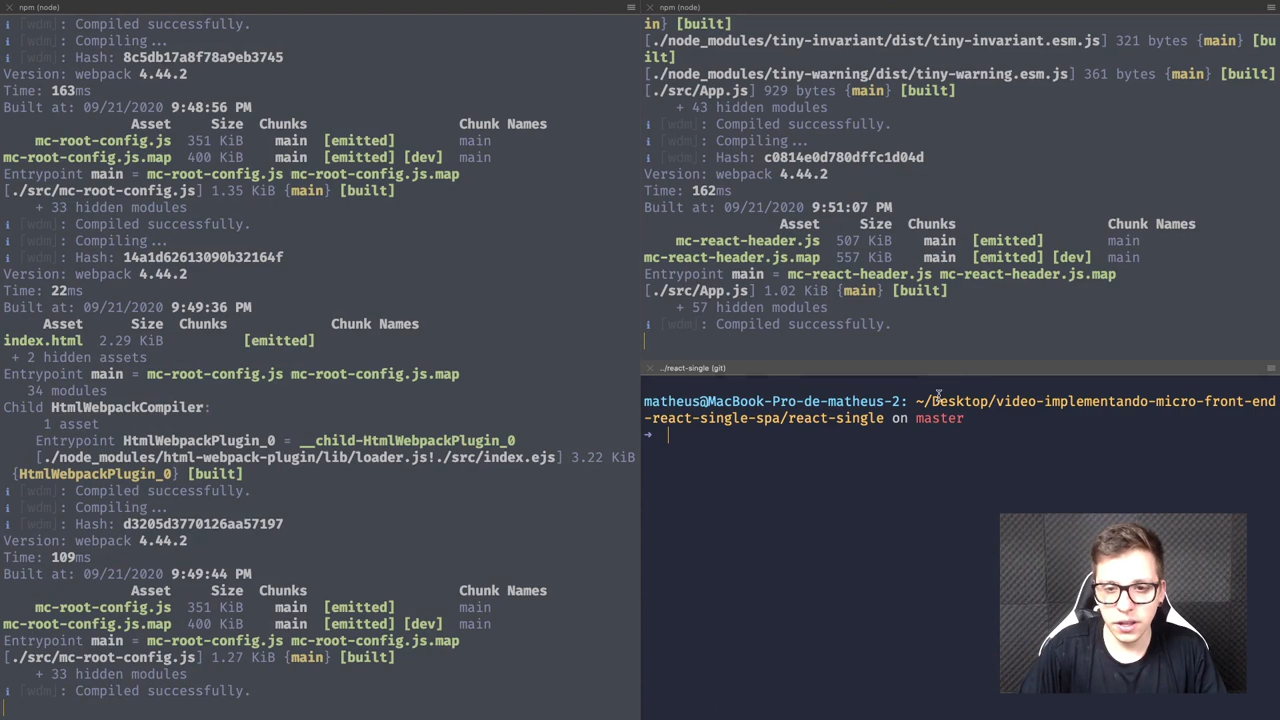 npm (node)
ℹ ｢wdm｣: Compiled successfully.
ℹ ｢wdm｣: Compiling...
ℹ ｢wdm｣: Hash: 8c5db17a8f78a9eb3745
Version: webpack 4.44.2
Time: 163ms
Built at: 09/21/2020 9:48:56 PM
Asset Size Chunks Chunk Names
mc-root-config.js 351 KiB main [emitted] main
mc-root-config.js.map 400 KiB main [emitted] [dev] main
Entrypoint main = mc-root-config.js mc-root-config.js.map
[./src/mc-root-config.js] 1.35 KiB {main} [built]
+ 33 hidden modules
ℹ ｢wdm｣: Compiled successfully.
ℹ ｢wdm｣: Compiling...
ℹ ｢wdm｣: Hash: 14a1d62613090b32164f
Version: webpack 4.44.2
Time: 22ms
Built at: 09/21/2020 9:49:36 PM
Asset Size Chunks Chunk Names
index.html 2.29 KiB [emitted]
+ 2 hidden assets
Entrypoint main = mc-root-config.js mc-root-config.js.map
34 modules
Child HtmlWebpackCompiler:
1 asset
Entrypoint HtmlWebpackPlugin_0 = __child-HtmlWebpackPlugin_0
[./node_modules/html-webpack-plugin/lib/loader.js!./src/index.ejs] 3.22 KiB
{HtmlWebpackPlugin_0} [built]
ℹ ｢wdm｣: Compiled successfully.
ℹ ｢wdm｣: Compiling...
ℹ ｢wdm｣: Hash: d3205d3770126aa57197
Version: webpack 4.44.2
Time: 109ms
Built at: 09/21/2020 9:49:44 PM
Asset Size Chunks Chunk Names
mc-root-config.js 351 KiB main [emitted] main
mc-root-config.js.map 400 KiB main [emitted] [dev] main
Entrypoint main = mc-root-config.js mc-root-config.js.map
[./src/mc-root-config.js] 1.27 KiB {main} [built]
+ 33 hidden modules
ℹ ｢wdm｣: Compiled successfully.
npm (node)
in} [built]
[./node_modules/tiny-invariant/dist/tiny-invariant.esm.js] 321 bytes {main} [bu
ilt]
[./node_modules/tiny-warning/dist/tiny-warning.esm.js] 361 bytes {main} [built]
[./src/App.js] 929 bytes {main} [built]
+ 43 hidden modules
ℹ ｢wdm｣: Compiled successfully.
ℹ ｢wdm｣: Compiling...
ℹ ｢wdm｣: Hash: c0814e0d780dffc1d04d
Version: webpack 4.44.2
Time: 162ms
Built at: 09/21/2020 9:51:07 PM
Asset Size Chunks Chunk Names
mc-react-header.js 507 KiB main [emitted] main
mc-react-header.js.map 557 KiB main [emitted] [dev] main
Entrypoint main = mc-react-header.js mc-react-header.js.map
[./src/App.js] 1.02 KiB {main} [built]
+ 57 hidden modules
ℹ ｢wdm｣: Compiled successfully.
../react-single (git)
matheus@MacBook-Pro-de-matheus-2: ~/Desktop/video-implementando-micro-front-end
-react-single-spa/react-single on master
➜